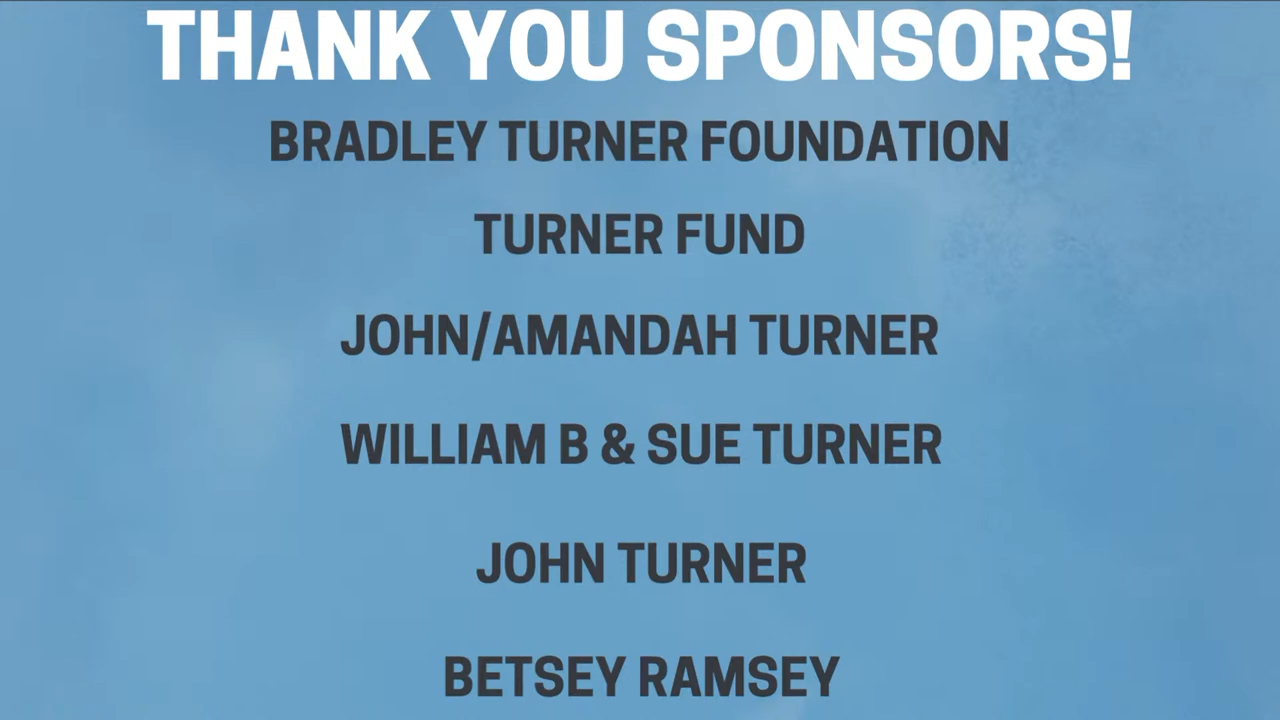 THANK YOU SPONSORS!
BRADLEY TURNER FOUNDATION
TURNER FUND
JOHN/AMANDAH TURNER
WILLIAM B & SUE TURNER
JOHN TURNER
BETSEY RAMSEY